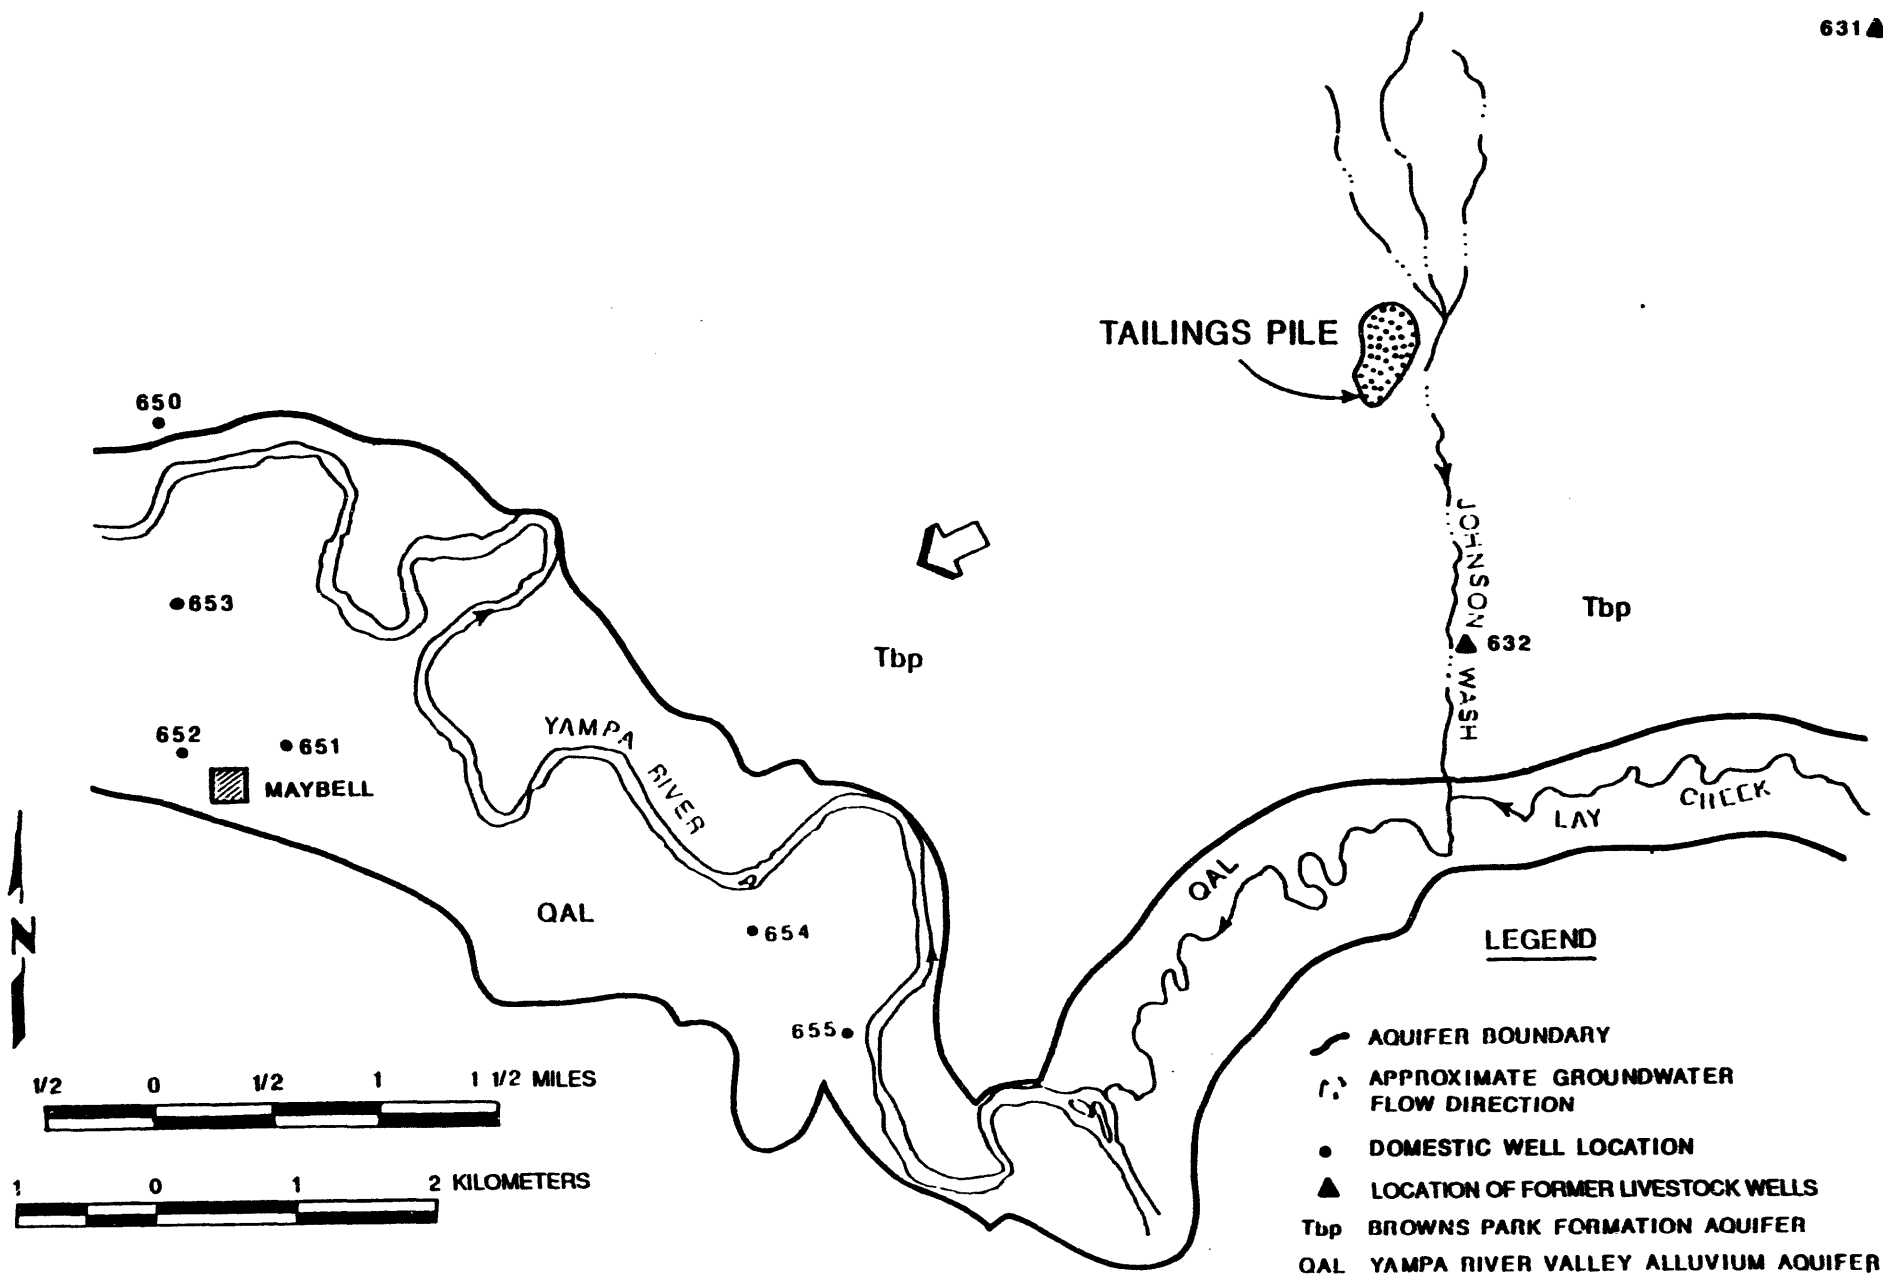 631
TAILINGS PILE
650
JOHNSON WASH
653
Tbp
632
Tbp
YAMPA RIVER
652
651
MAYBELL
LAY CREEK
QAL
QAL
654
N
LEGEND
655
AQUIFER BOUNDARY
APPROXIMATE GROUNDWATER
FLOW DIRECTION
DOMESTIC WELL LOCATION
LOCATION OF FORMER LIVESTOCK WELLS
Tbp BROWNS PARK FORMATION AQUIFER
QAL YAMPA RIVER VALLEY ALLUVIUM AQUIFER
1/2 0 1/2 1 1 1/2 MILES
1 0 1 2 KILOMETERS